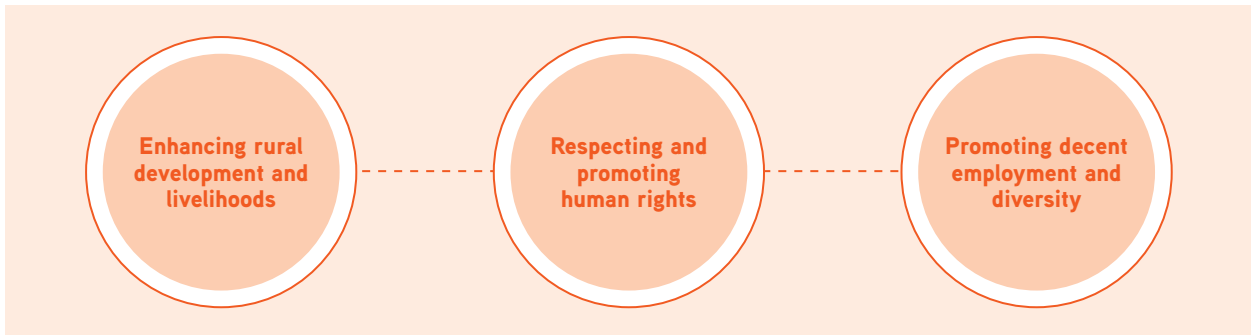 Enhancing rural
development and
livelihoods
Respecting and
promoting
human rights
Promoting decent
employment and
diversity